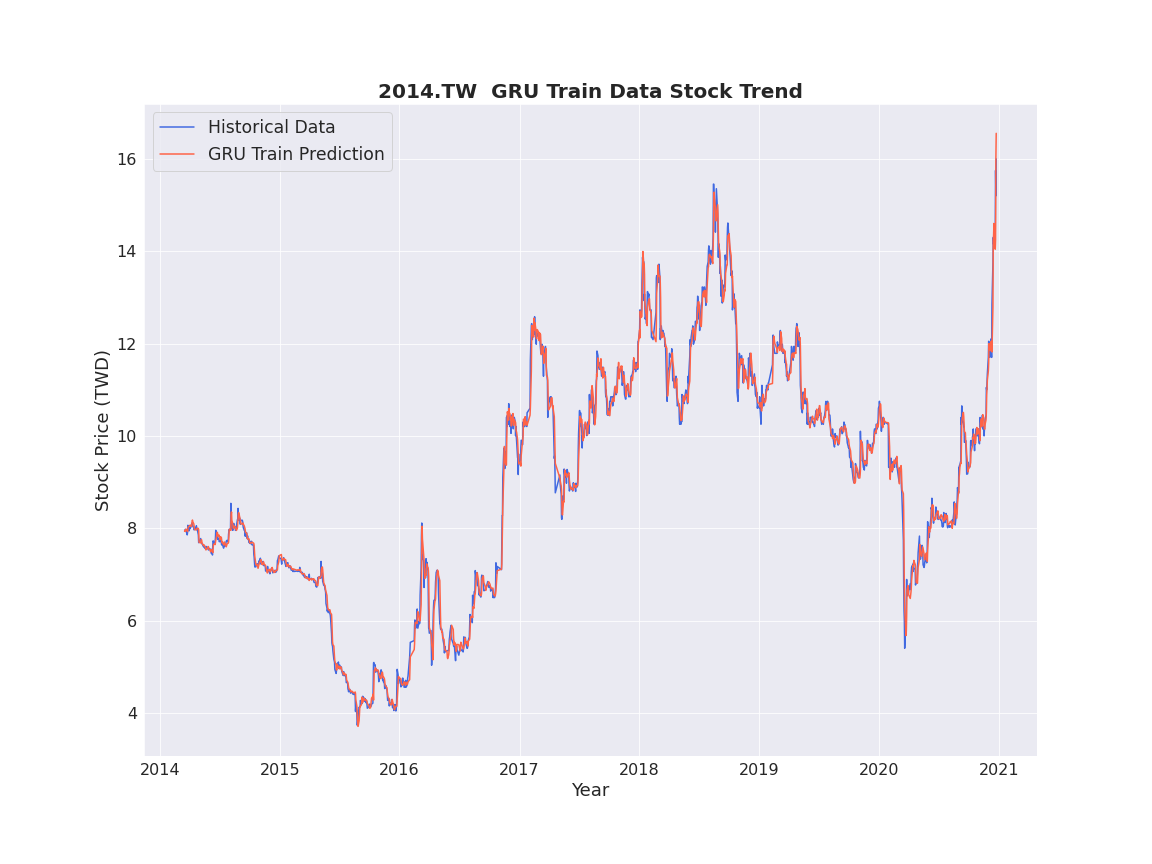 2014.TW  GRU Train Data Stock Trend
Historical Data
GRU Train Prediction
Stock Price (TWD)
16
14
12
10
8
6
4
2014 2015 2016 2017 2018 2019 2020 2021
Year